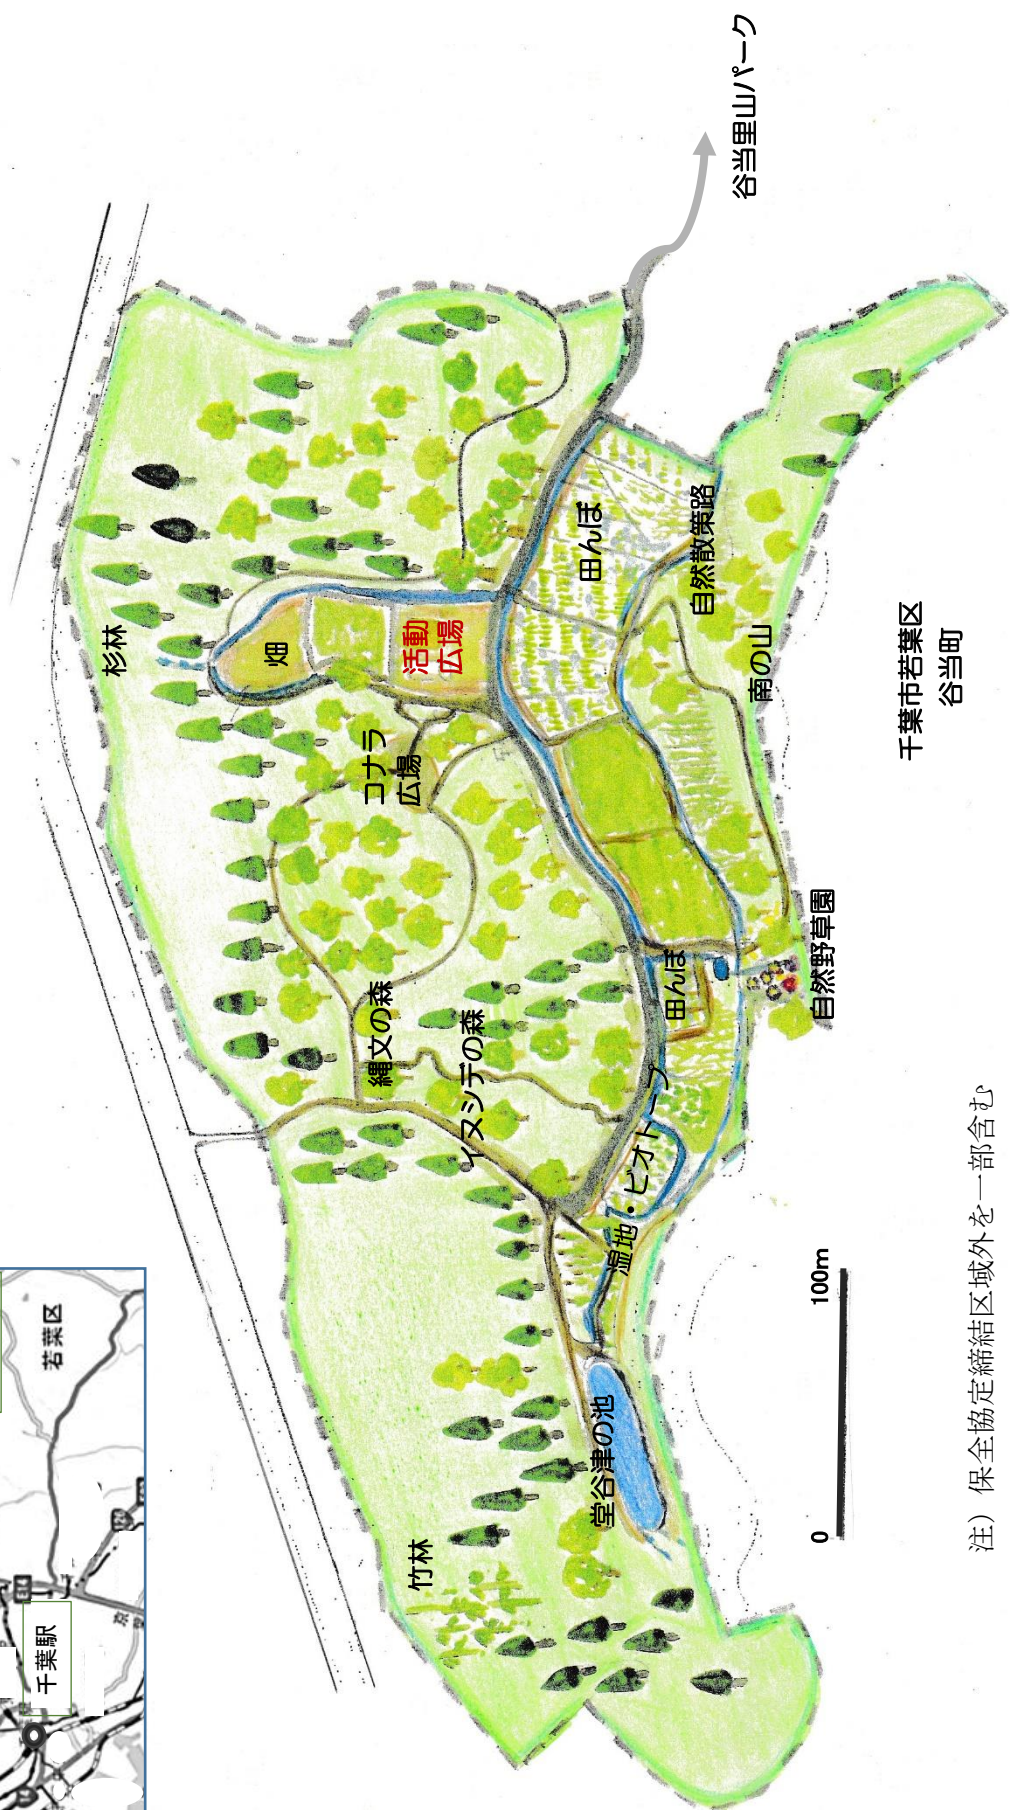 谷当里山パーク
杉林
畑
活動
広場
田んぼ
自然散策路
コナラ
広場
南の山
千葉市若葉区
谷当町
縄文の森
イヌシデの森
田んぼ
自然野草園
湿地・ビオトープ
堂谷津の池
竹林
0
100m
注）保全協定締結区域外を一部含む
若葉区
千葉駅